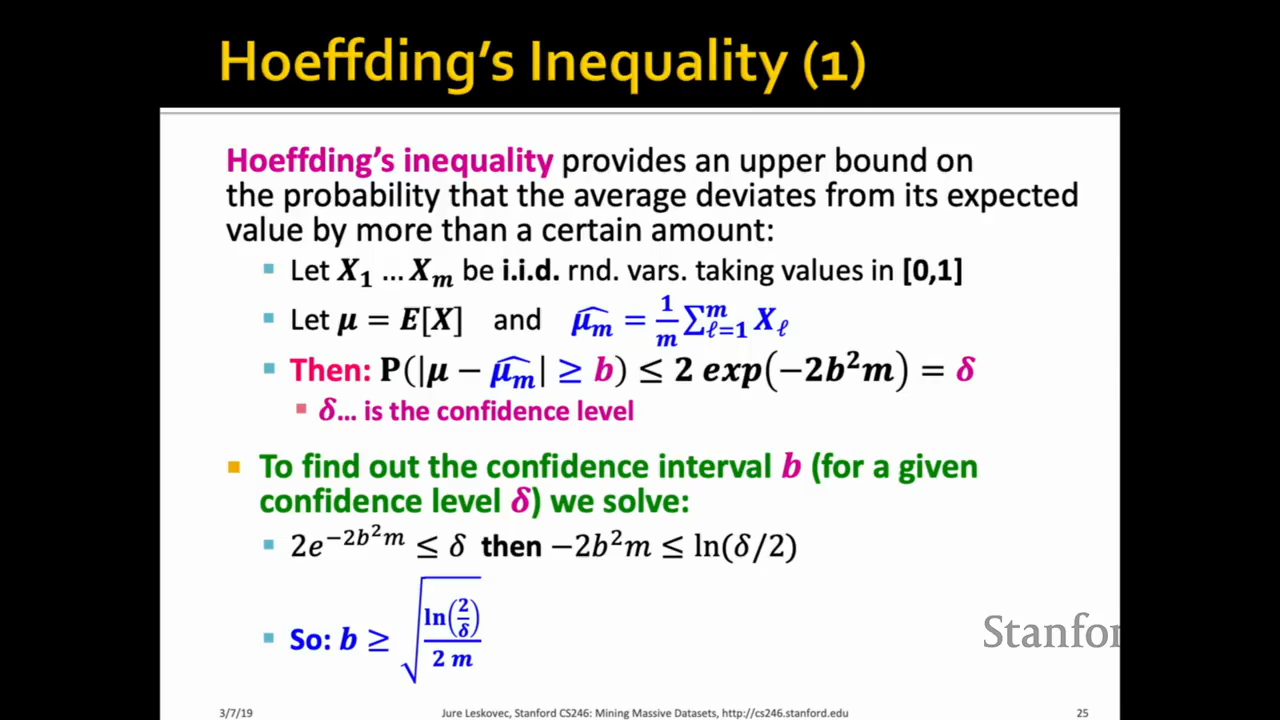 Hoeffding's Inequality (1)
Hoeffding's inequality provides an upper bound on
the probability that the average deviates from its expected
value by more than a certain amount:
Let X₁ … Xₘ be i.i.d. rnd. vars. taking values in [0,1]
Let μ = E[X] and μ̂ₘ = 1/m ∑ᵐ_ℓ₌₁ X_ℓ
Then: P(|μ − μ̂ₘ| ≥ b) ≤ 2 exp(−2b²m) = δ
δ… is the confidence level
To find out the confidence interval b (for a given
confidence level δ) we solve:
2e^(−2b²m) ≤ δ then −2b²m ≤ ln(δ/2)
So: b ≥ √(ln(2/δ)/2 m)
Stanfor
3/7/19 Jure Leskovec, Stanford CS246: Mining Massive Datasets, http://cs246.stanford.edu 25